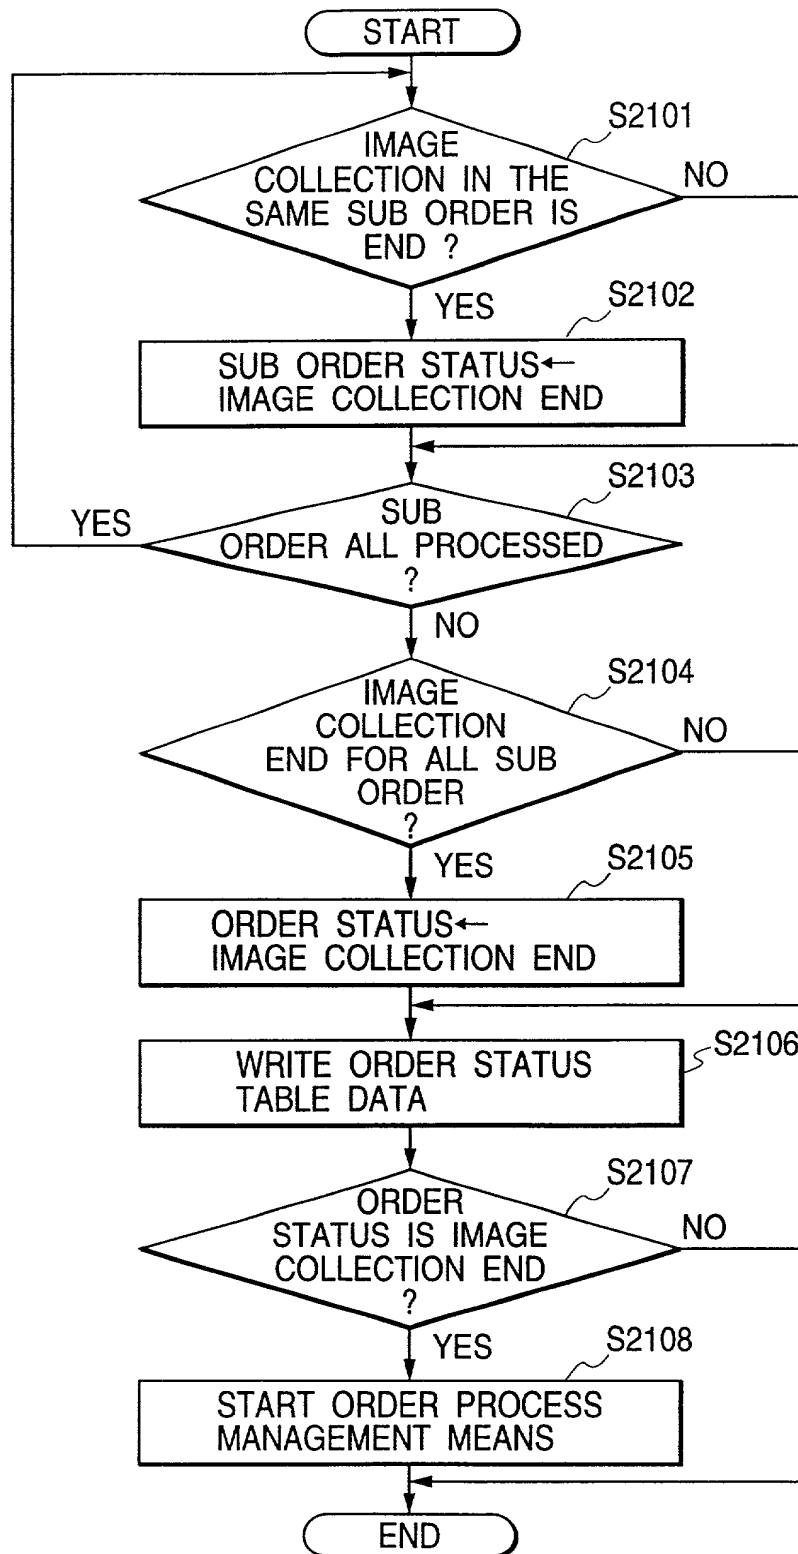 START
S2101
IMAGE
COLLECTION IN THE
SAME SUB ORDER IS
END ?
NO
YES
S2102
SUB ORDER STATUS←
IMAGE COLLECTION END
S2103
SUB
ORDER ALL PROCESSED
?
YES
NO
S2104
IMAGE
COLLECTION
END FOR ALL SUB
ORDER
?
NO
YES
S2105
ORDER STATUS←
IMAGE COLLECTION END
S2106
WRITE ORDER STATUS
TABLE DATA
S2107
ORDER
STATUS IS IMAGE
COLLECTION END
?
NO
YES
S2108
START ORDER PROCESS
MANAGEMENT MEANS
END